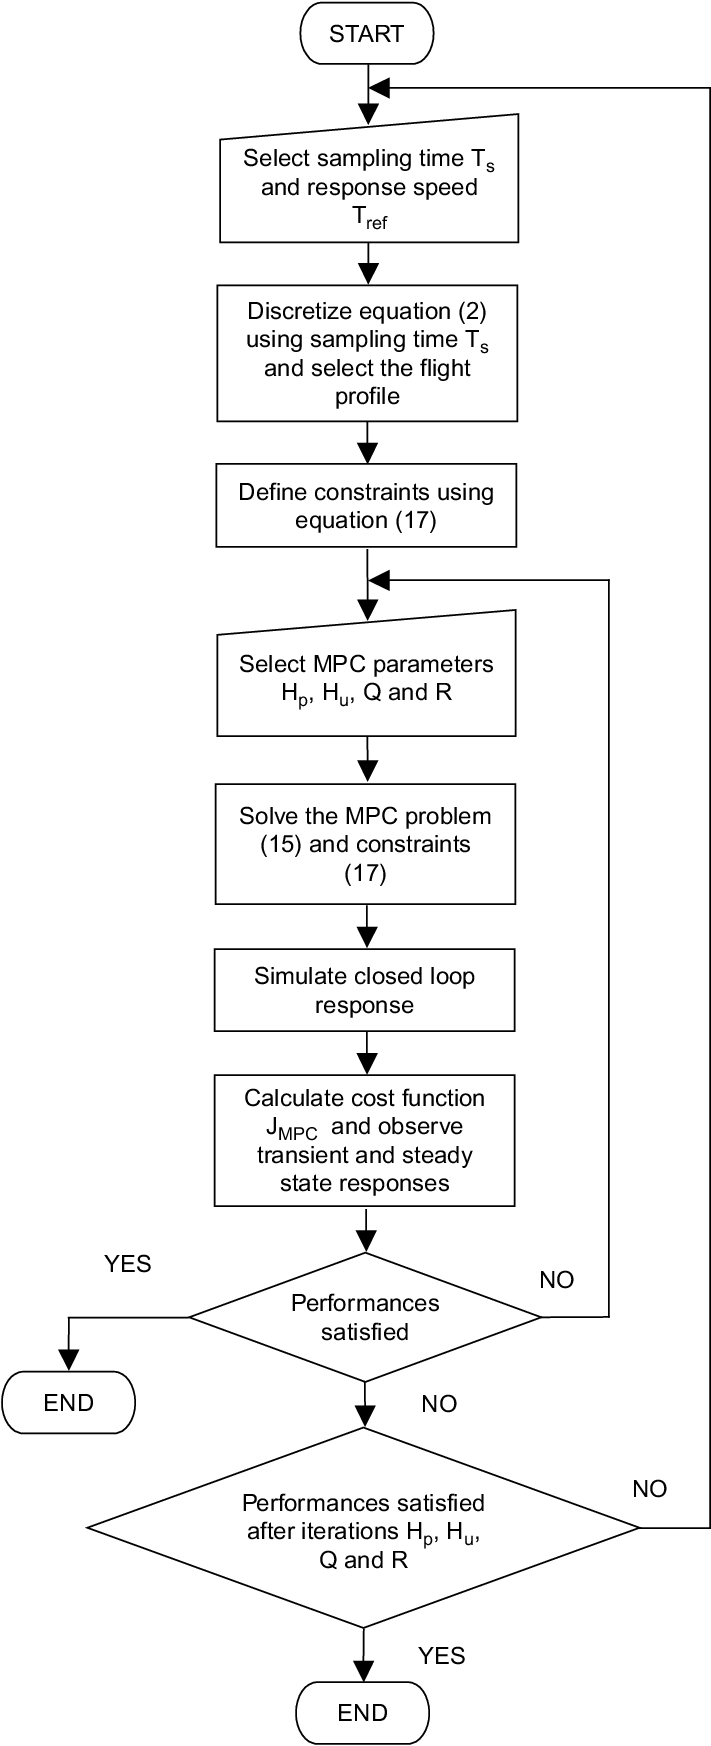 START
Select sampling time Ts
and response speed
Tref
Discretize equation (2)
using sampling time Ts
and select the flight
profile
Define constraints using
equation (17)
Select MPC parameters
Hp, Hu, Q and R
Solve the MPC problem
(15) and constraints
(17)
Simulate closed loop
response
Calculate cost function
JMPC and observe
transient and steady
state responses
YES
NO
Performances
satisfied
END
NO
NO
Performances satisfied
after iterations Hp, Hu,
Q and R
YES
END